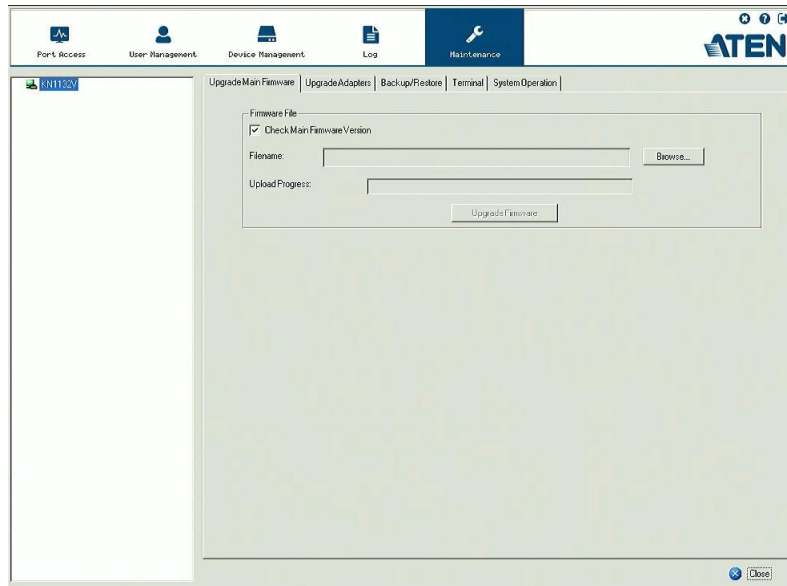 Port Access
User Management
Device Management
Log
Maintenance
ATEN
KN1132V
Upgrade Main Firmware
Upgrade Adapters
Backup/Restore
Terminal
System Operation
Firmware File
Check Main Firmware Version
Filename:
Browse...
Upload Progress:
Upgrade Firmware
Close